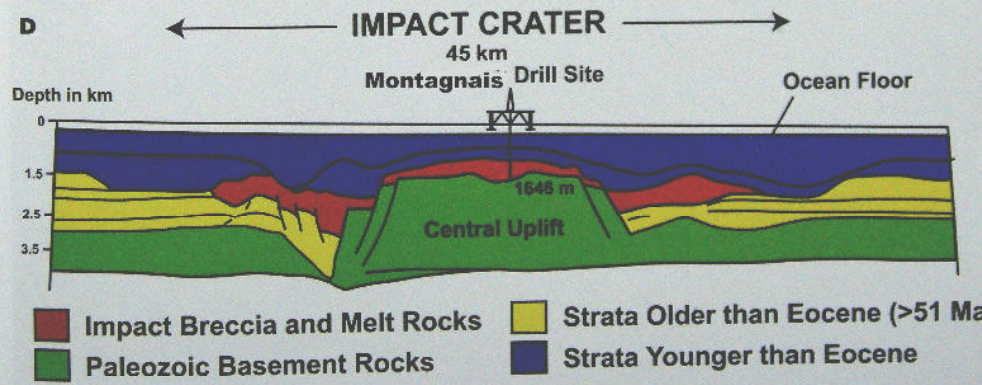 D
IMPACT CRATER
45 km
Montagnais Drill Site
Ocean Floor
Depth in km
0
1.5
2.5
3.5
1646 m
Central Uplift
Impact Breccia and Melt Rocks
Strata Older than Eocene (>51 Ma
Paleozoic Basement Rocks
Strata Younger than Eocene